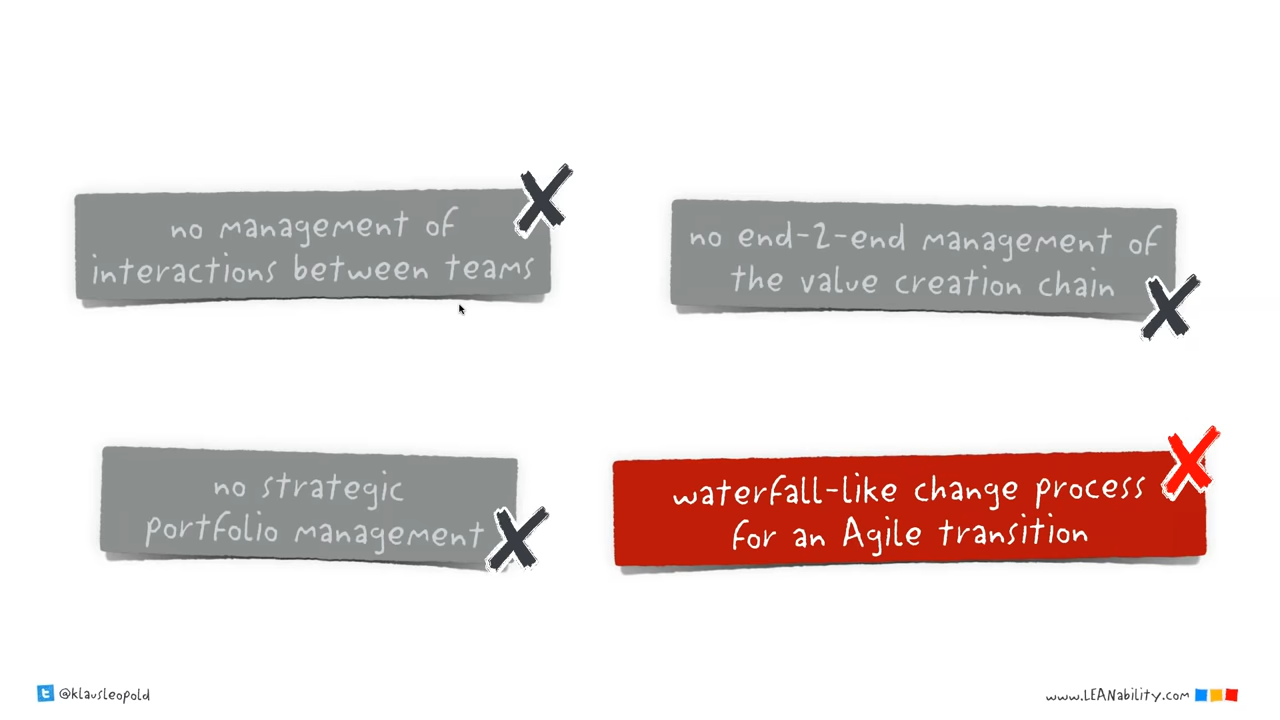 no management of
interactions between teams
no end-2-end management of
the value creation chain
no strategic
portfolio management
waterfall-like change process
for an Agile transition
@klausleopold
www.LEANability.com